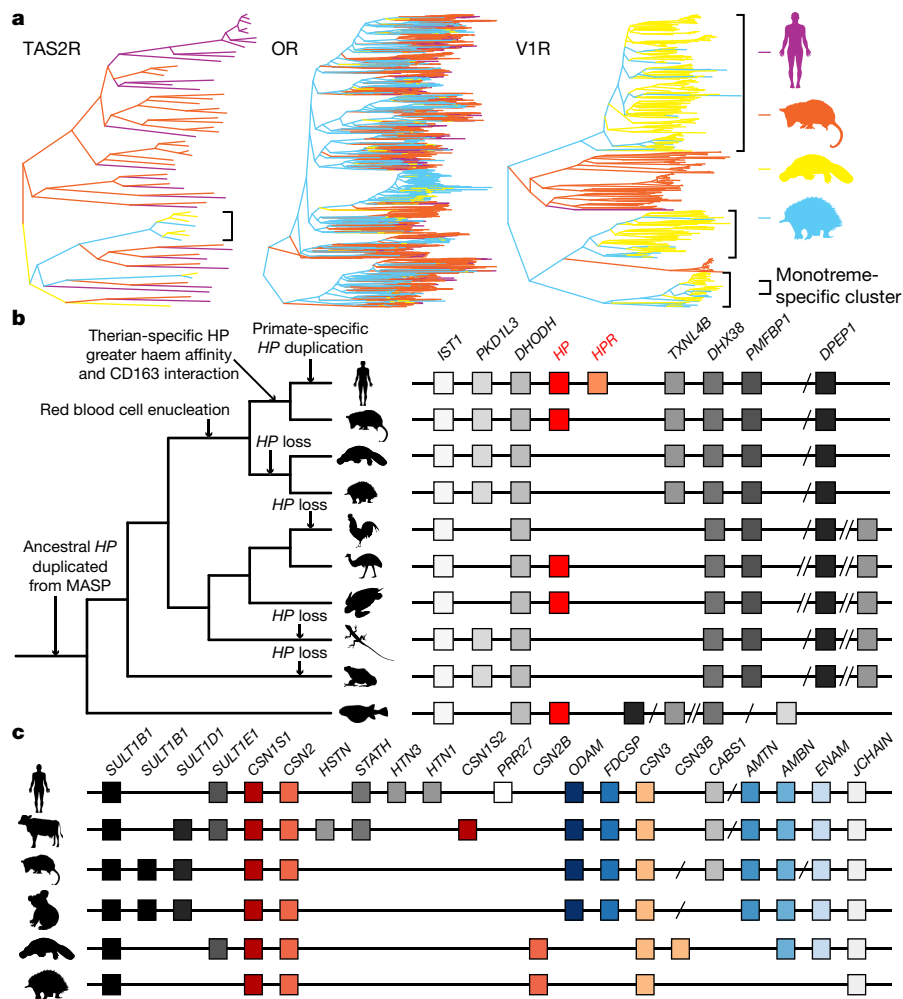 a
TAS2R
OR
V1R
Monotreme-
specific cluster
b
Therian-specific HP
greater haem affinity
and CD163 interaction
Primate-specific
HP duplication
Red blood cell enucleation
HP loss
HP loss
Ancestral HP
duplicated
from MASP
HP loss
HP loss
IST1
PKD1L3
DHODH
HP
HPR
TXNL4B
DHX38
PMFBP1
DPEP1
c
SULT1B1
SULT1B1
SULT1D1
SULT1E1
CSN1S1
CSN2
HSTN
STATH
HTN3
HTN1
CSN1S2
PRR27
CSN2B
ODAM
FDCSP
CSN3
CSN3B
CABS1
AMTN
AMBN
ENAM
JCHAIN